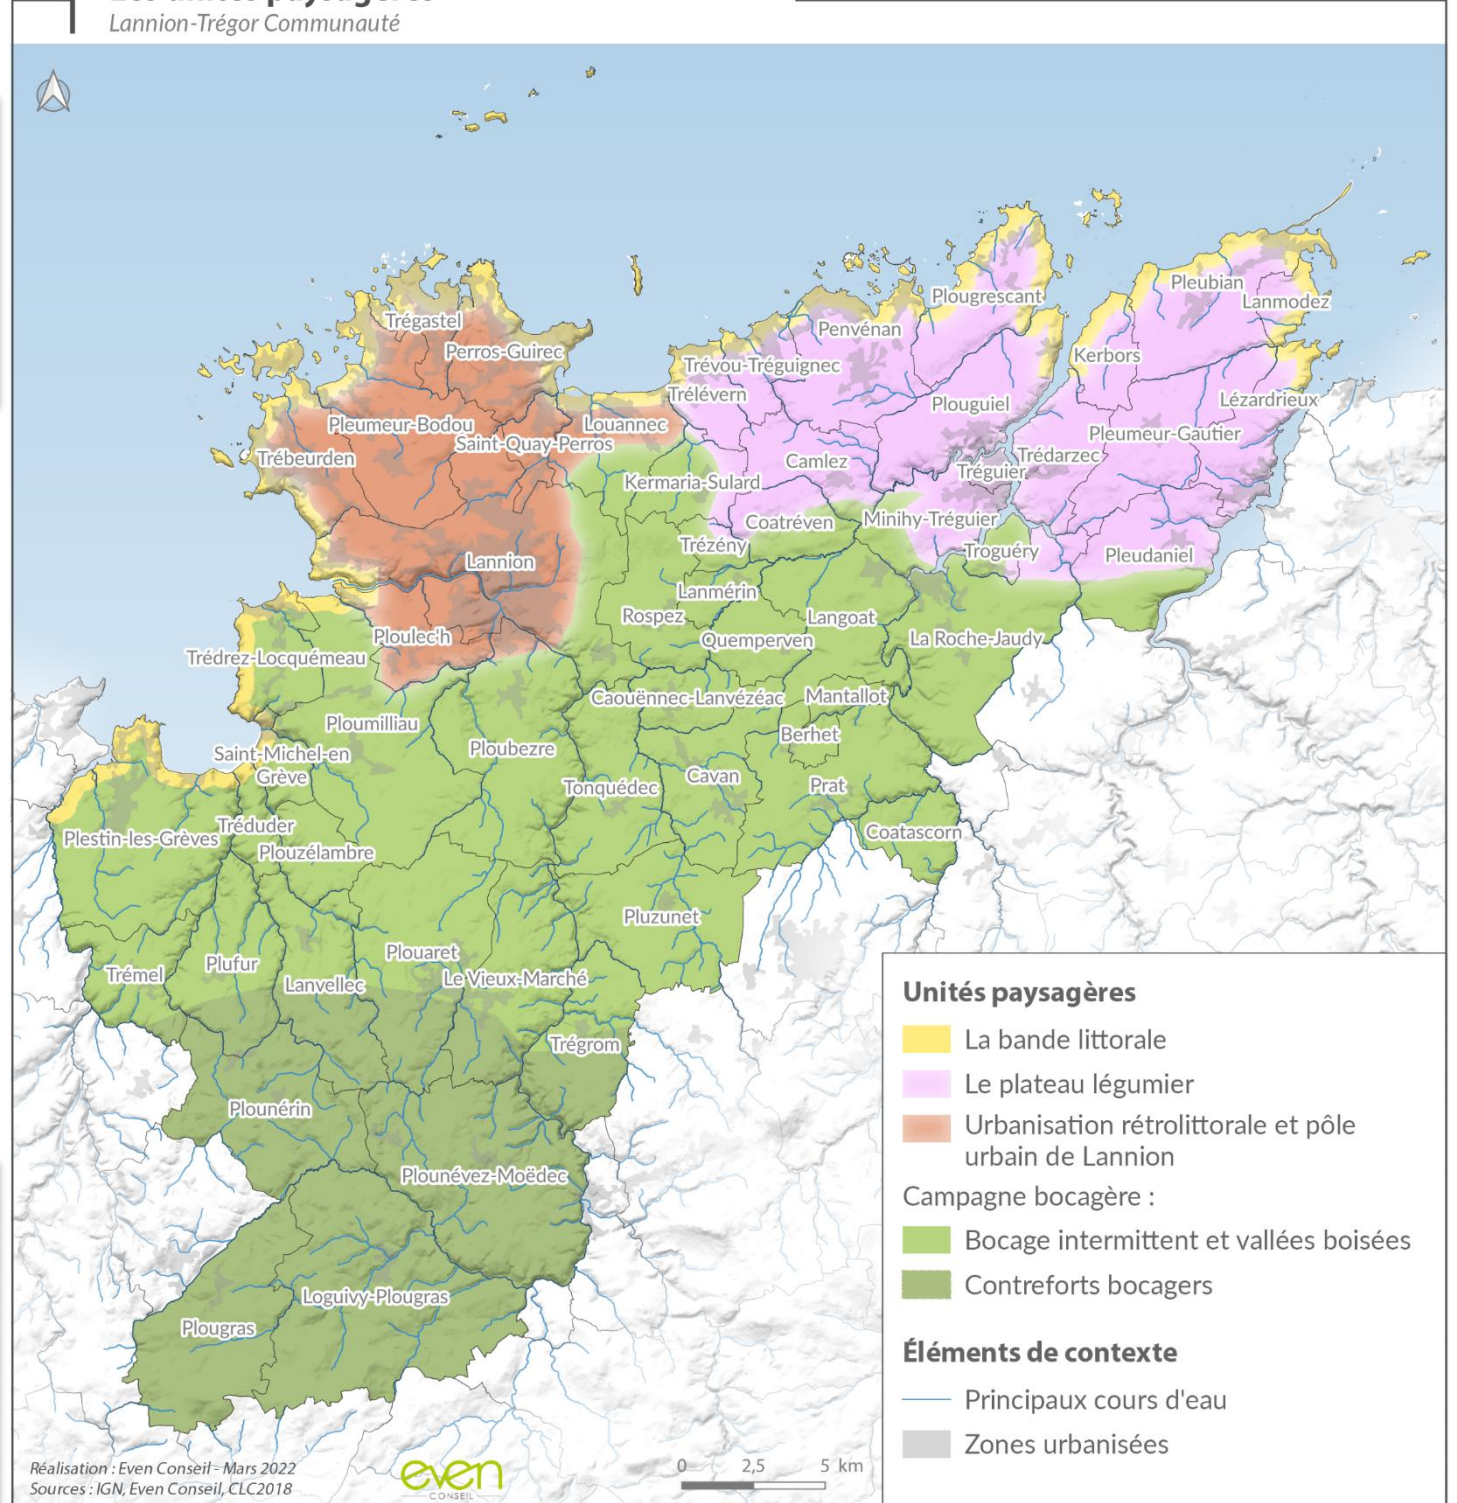 Les unités paysagères
Lannion-Trégor Communauté
Trégastel
Perros-Guirec
Pleumeur-Bodou
Saint-Quay-Perros
Louannec
Trébeurden
Lannion
Ploulec'h
Trédrez-Locquémeau
Ploumilliau
Saint-Michel-en
Grève
Ploubezre
Plestin-les-Grèves
Tréduder
Plouzélambre
Trémel
Plufur
Lanvellec
Plouaret
Le Vieux-Marché
Trégrom
Plounérin
Plounévez-Moëdec
Loguivy-Plougras
Plougras
Plougrescant
Penvénan
Trévou-Tréguignec
Trélévern
Plouguiel
Camlez
Kermaria-Sulard
Coatréven
Trézény
Minihy-Tréguier
Tréguier
Troguéry
Trédarzec
Kerbors
Pleubian
Lanmodez
Lézardrieux
Pleumeur-Gautier
Pleudaniel
Lanmérin
Rospez
Quemperven
Langoat
La Roche-Jaudy
Caouënnec-Lanvézéac
Mantallot
Berhet
Tonquédec
Cavan
Prat
Coatascorn
Pluzunet
Unités paysagères
La bande littorale
Le plateau légumier
Urbanisation rétrolittorale et pôle
urbain de Lannion
Campagne bocagère :
Bocage intermittent et vallées boisées
Contreforts bocagers
Éléments de contexte
Principaux cours d'eau
Zones urbanisées
Réalisation : Even Conseil - Mars 2022
Sources : IGN, Even Conseil, CLC2018
even
CONSEIL
0 2,5 5 km